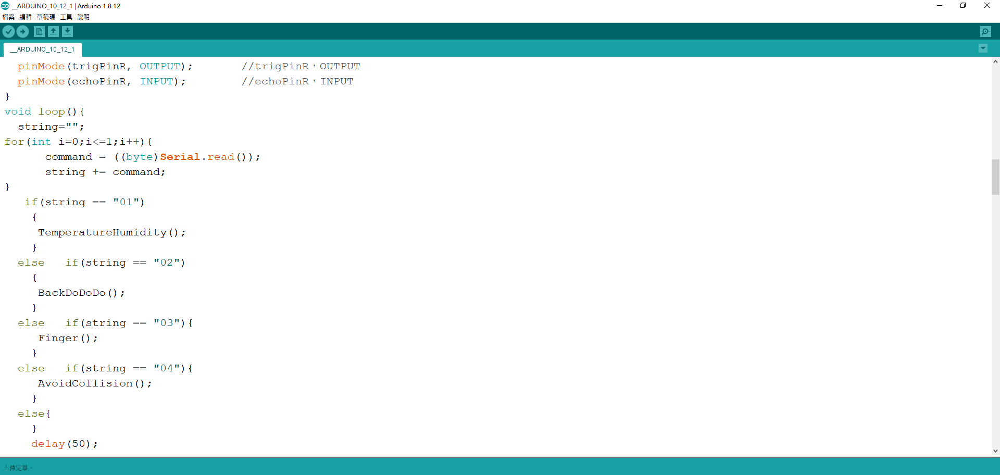 __ARDUINO_10_12_1 | Arduino 1.8.12
檔案 編輯 草稿碼 工具 說明
__ARDUINO_10_12_1
pinMode(trigPinR, OUTPUT); //trigPinR，OUTPUT
pinMode(echoPinR, INPUT); //echoPinR，INPUT
}
void loop(){
string="";
for(int i=0;i<=1;i++){
command = ((byte)Serial.read());
string += command;
}
if(string == "01")
{
TemperatureHumidity();
}
else if(string == "02")
{
BackDoDoDo();
}
else if(string == "03"){
Finger();
}
else if(string == "04"){
AvoidCollision();
}
else{
}
delay(50);
上傳完畢。